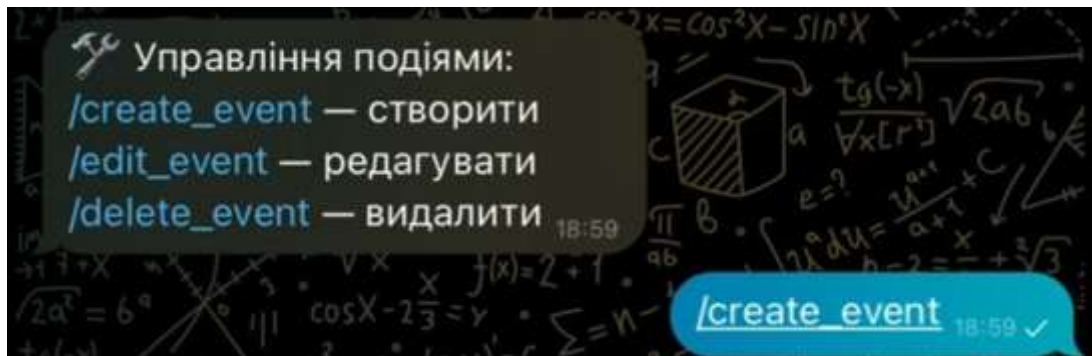 🛠 Управління подіями:
/create_event — створити
/edit_event — редагувати
/delete_event — видалити 18:59
/create_event 18:59